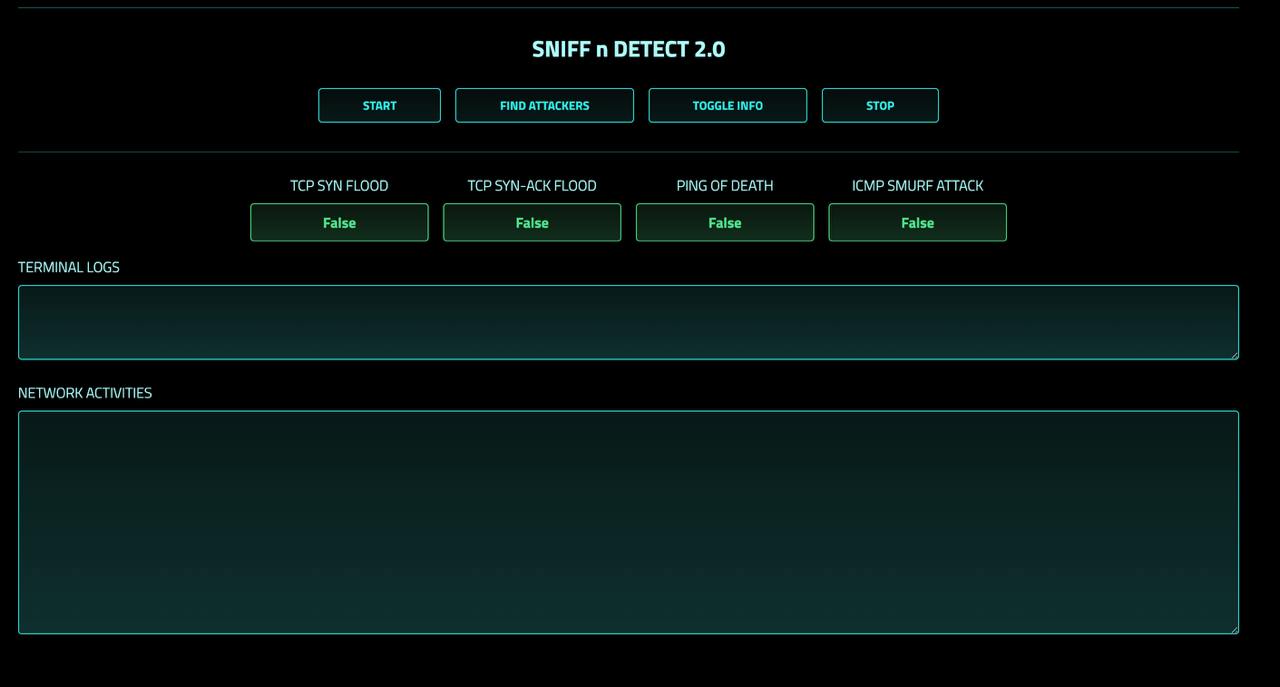 SNIFF n DETECT 2.0
START FIND ATTACKERS TOGGLE INFO STOP
TCP SYN FLOOD TCP SYN-ACK FLOOD PING OF DEATH ICMP SMURF ATTACK
False False False False
TERMINAL LOGS
NETWORK ACTIVITIES